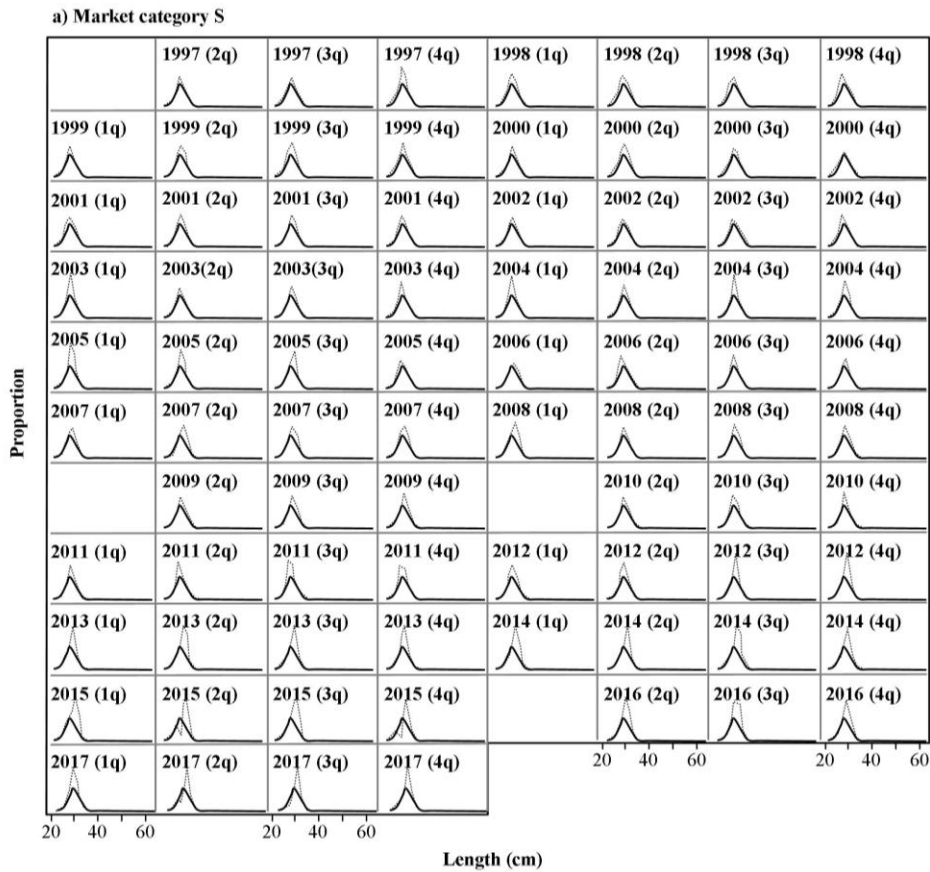 a) Market category S
1997 (2q) 1997 (3q) 1997 (4q) 1998 (1q) 1998 (2q) 1998 (3q) 1998 (4q)
1999 (1q) 1999 (2q) 1999 (3q) 1999 (4q) 2000 (1q) 2000 (2q) 2000 (3q) 2000 (4q)
2001 (1q) 2001 (2q) 2001 (3q) 2001 (4q) 2002 (1q) 2002 (2q) 2002 (3q) 2002 (4q)
2003 (1q) 2003(2q) 2003(3q) 2003 (4q) 2004 (1q) 2004 (2q) 2004 (3q) 2004 (4q)
2005 (1q) 2005 (2q) 2005 (3q) 2005 (4q) 2006 (1q) 2006 (2q) 2006 (3q) 2006 (4q)
2007 (1q) 2007 (2q) 2007 (3q) 2007 (4q) 2008 (1q) 2008 (2q) 2008 (3q) 2008 (4q)
2009 (2q) 2009 (3q) 2009 (4q) 2010 (2q) 2010 (3q) 2010 (4q)
2011 (1q) 2011 (2q) 2011 (3q) 2011 (4q) 2012 (1q) 2012 (2q) 2012 (3q) 2012 (4q)
2013 (1q) 2013 (2q) 2013 (3q) 2013 (4q) 2014 (1q) 2014 (2q) 2014 (3q) 2014 (4q)
2015 (1q) 2015 (2q) 2015 (3q) 2015 (4q) 2016 (2q) 2016 (3q) 2016 (4q)
20 40 60 20 40 60
2017 (1q) 2017 (2q) 2017 (3q) 2017 (4q)
20 40 60 20 40 60
Proportion
Length (cm)